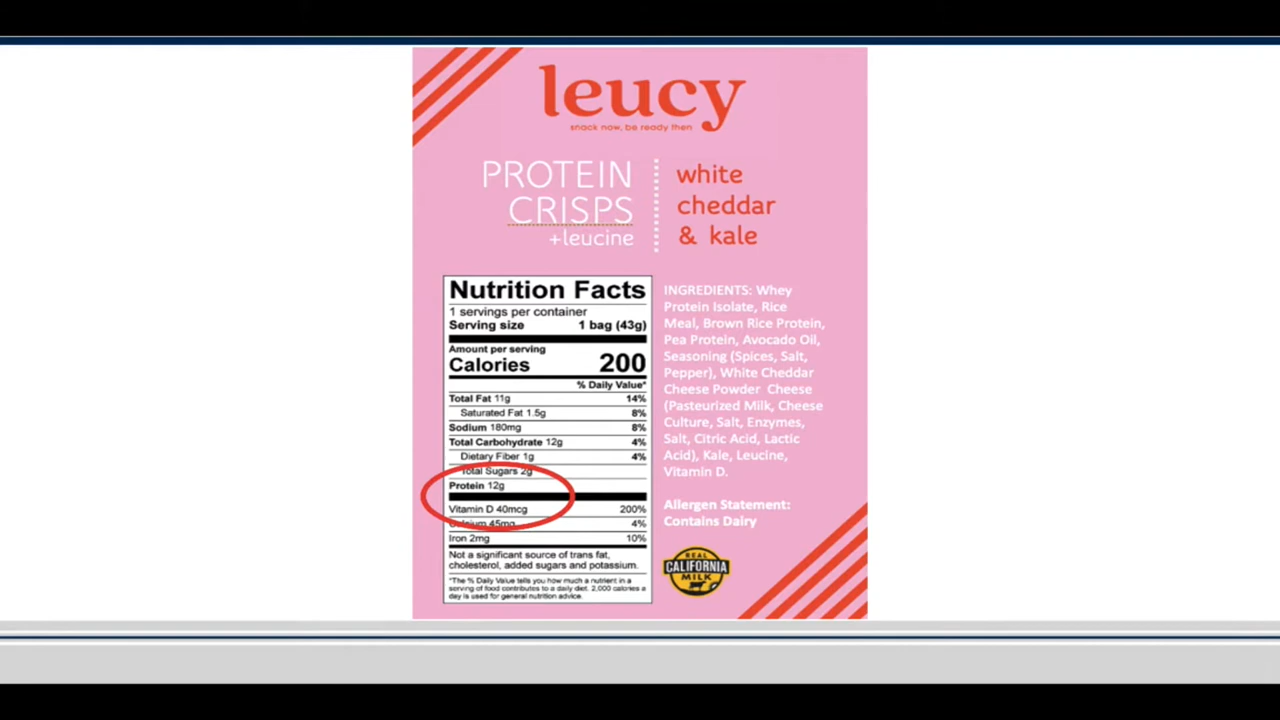 leucy
snack now, be ready then
PROTEIN
CRISPS
+leucine
white
cheddar
& kale
Nutrition Facts
1 servings per container
Serving size 1 bag (43g)
Amount per serving
Calories 200
% Daily Value*
Total Fat 11g 14%
Saturated Fat 1.5g 8%
Sodium 180mg 8%
Total Carbohydrate 12g 4%
Dietary Fiber 1g 4%
Total Sugars 2g
Protein 12g
Vitamin D 40mcg 200%
Calcium 45mg 4%
Iron 2mg 10%
Not a significant source of trans fat,
cholesterol, added sugars and potassium.
*The % Daily Value tells you how much a nutrient in a
serving of food contributes to a daily diet. 2,000 calories a
day is used for general nutrition advice.
INGREDIENTS: Whey
Protein Isolate, Rice
Meal, Brown Rice Protein,
Pea Protein, Avocado Oil,
Seasoning (Spices, Salt,
Pepper), White Cheddar
Cheese Powder Cheese
(Pasteurized Milk, Cheese
Culture, Salt, Enzymes,
Salt, Citric Acid, Lactic
Acid), Kale, Leucine,
Vitamin D.
Allergen Statement:
Contains Dairy
REAL
CALIFORNIA
MILK